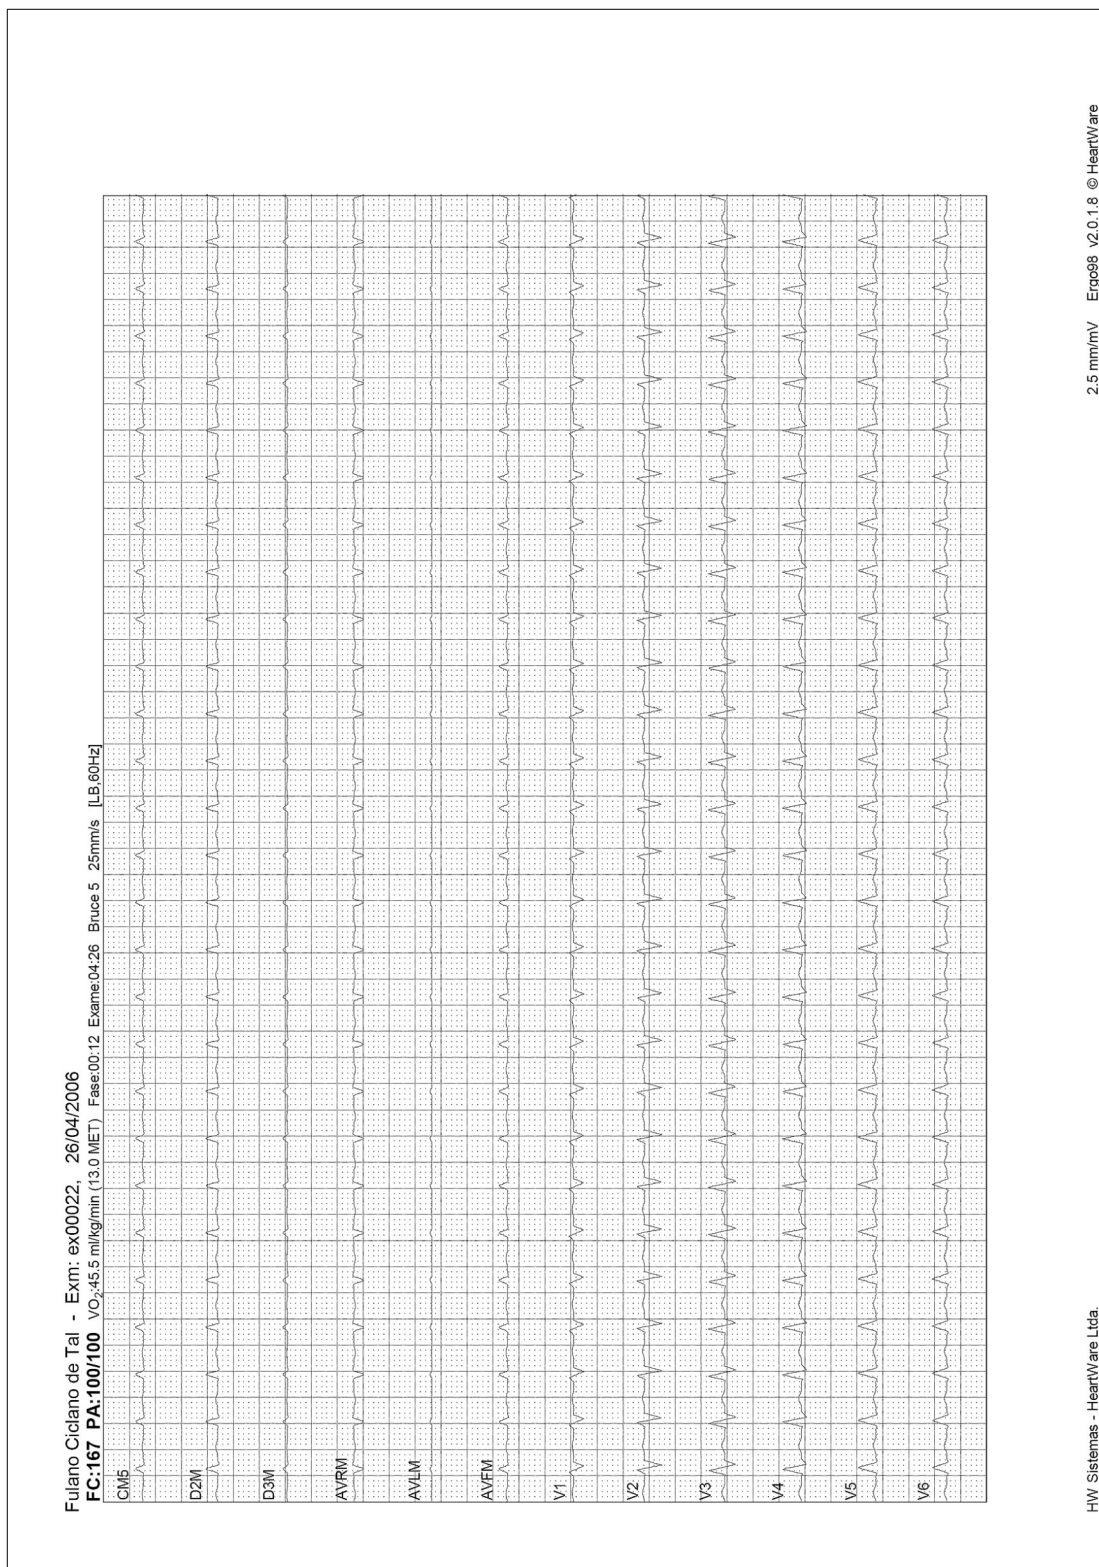 Fulano Ciclano de Tal - Exm: ex00022, 26/04/2006
FC:167 PA:100/100 VO₂:45.5 ml/kg/min (13.0 MET) Fase:00:12 Exame:04:26 Bruce 5 25mm/s [LB,60Hz]
CM5
D2M
D3M
AVRM
AVLM
AVFM
V1
V2
V3
V4
V5
V6
HW Sistemas - HeartWare Ltda. 2.5 mm/mV Ergo98 v2.0.1.8 © HeartWare